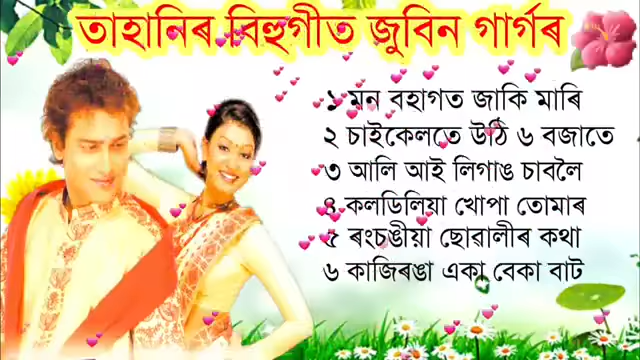 তাহানিৰ বিহুগীত জুবিন গাৰ্গৰ
১ মন বহাগত জাকি মাৰি
২ চাইকেলতে উঠি ৬ বজাতে
৩ আলি আই লিগাঙ চাবলৈ
৪ কলডিলিয়া খোপা তোমাৰ
৫ ৰংচঙীয়া ছোৱালীৰ কথা
৬ কাজিৰঙা একা বেকা বাট